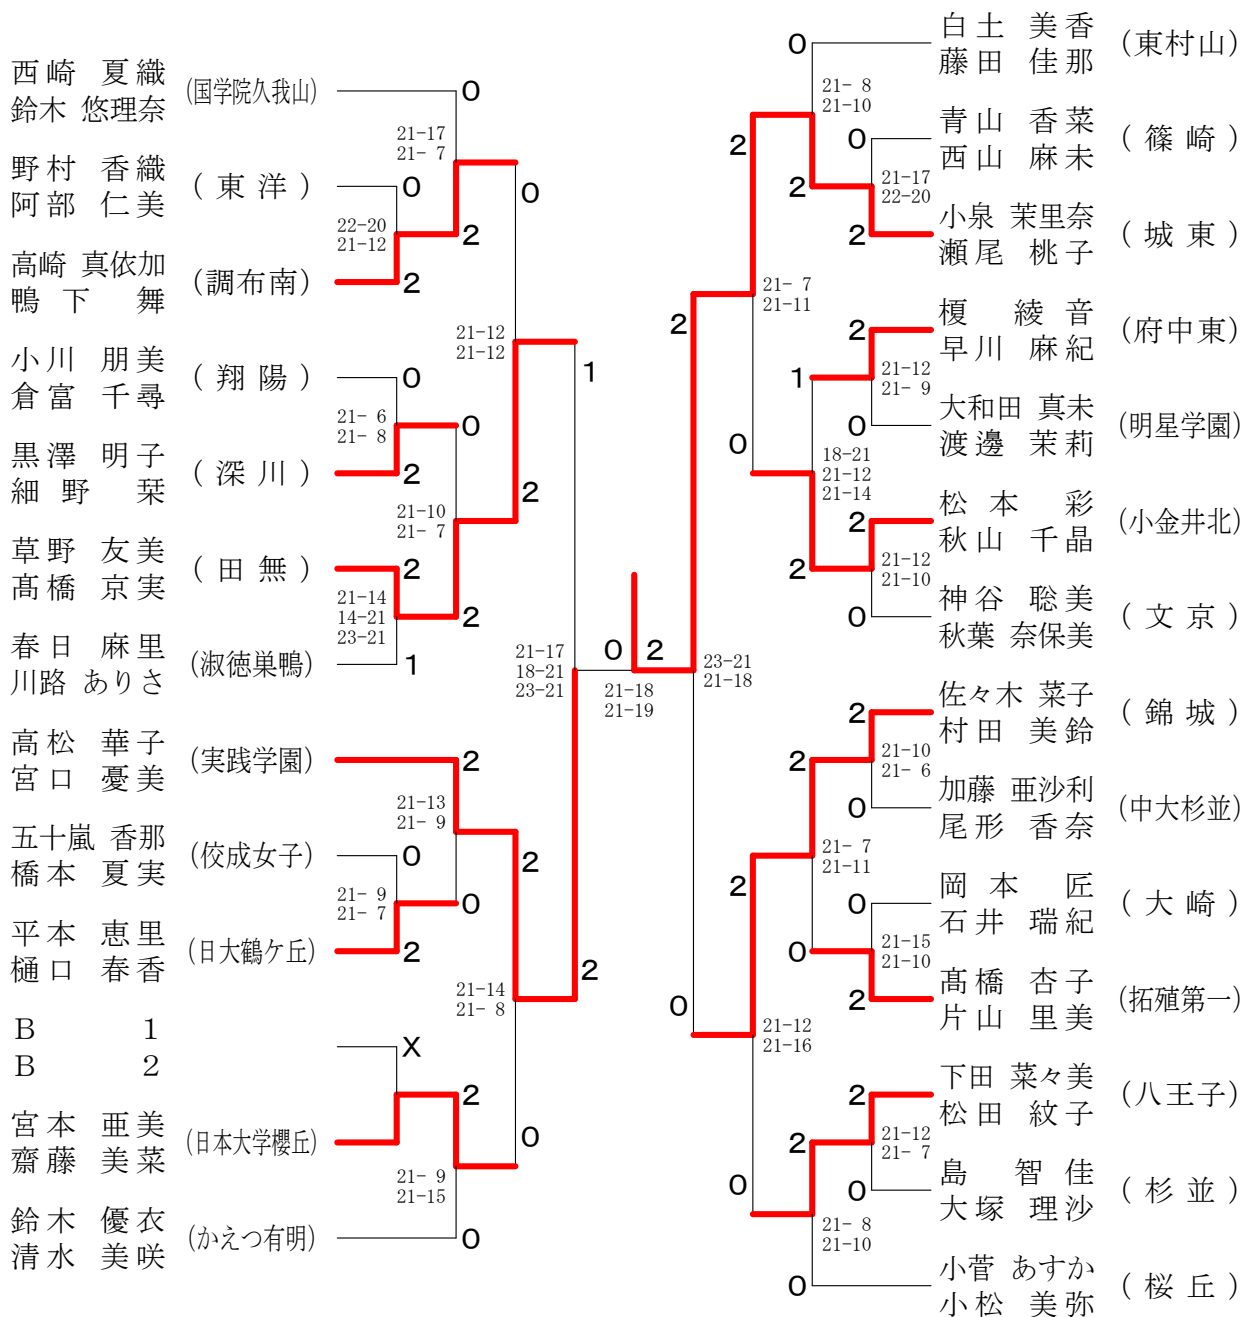 西崎 夏織
鈴木 悠理奈
(国学院久我山)
0
21-17
21- 7
野村 香織
阿部 仁美
(東洋)
0
22-20
21-12
2
0
高崎 真依加
鴨下 舞
(調布南)
2
21-12
21-12
1
小川 朋美
倉富 千尋
(翔陽)
0
21- 6
21- 8
0
黒澤 明子
細野 栞
(深川)
2
21-10
21- 7
2
草野 友美
髙橋 京実
(田無)
2
21-14
14-21
23-21
2
春日 麻里
川路 ありさ
(淑徳巣鴨)
1
21-17
18-21
23-21
高松 華子
宮口 憂美
(実践学園)
2
21-13
21- 9
2
五十嵐 香那
橋本 夏実
(佼成女子)
0
21- 9
21- 7
0
平本 恵里
樋口 春香
(日大鶴ケ丘)
2
21-14
21- 8
2
B 1
B 2
X
2
宮本 亜美
齋藤 美菜
(日本大学櫻丘)
21- 9
21-15
0
鈴木 優衣
清水 美咲
(かえつ有明)
0
0
2
21-18
21-19
白土 美香
藤田 佳那
(東村山)
0
21- 8
21-10
2
青山 香菜
西山 麻未
(篠崎)
0
21-17
22-20
2
小泉 茉里奈
瀬尾 桃子
(城東)
2
21- 7
21-11
2
榎 綾音
早川 麻紀
(府中東)
2
21-12
21- 9
1
大和田 真未
渡邊 茉莉
(明星学園)
0
18-21
21-12
21-14
0
松本 彩
秋山 千晶
(小金井北)
2
21-12
21-10
2
神谷 聡美
秋葉 奈保美
(文京)
0
23-21
21-18
佐々木 菜子
村田 美鈴
(錦城)
2
21-10
21- 6
2
加藤 亜沙利
尾形 香奈
(中大杉並)
0
21- 7
21-11
2
岡本 匠
石井 瑞紀
(大崎)
0
21-15
21-10
0
髙橋 杏子
片山 里美
(拓殖第一)
2
21-12
21-16
0
下田 菜々美
松田 紋子
(八王子)
2
21-12
21- 7
2
島 智佳
大塚 理沙
(杉並)
0
21- 8
21-10
0
小菅 あすか
小松 美弥
(桜丘)
0